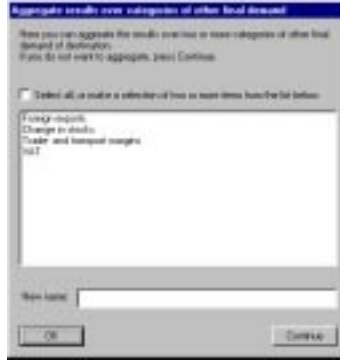 Aggregate results over categories of other final demand
Here you can aggregate the results over two or more categories of other final
demand of destination.
If you do not want to aggregate, press Continue.
Select all, or make a selection of two or more items from the list below.
Foreign exports
Change in stocks
Trade- and transport margins
VAT
New name:
OK
Continue